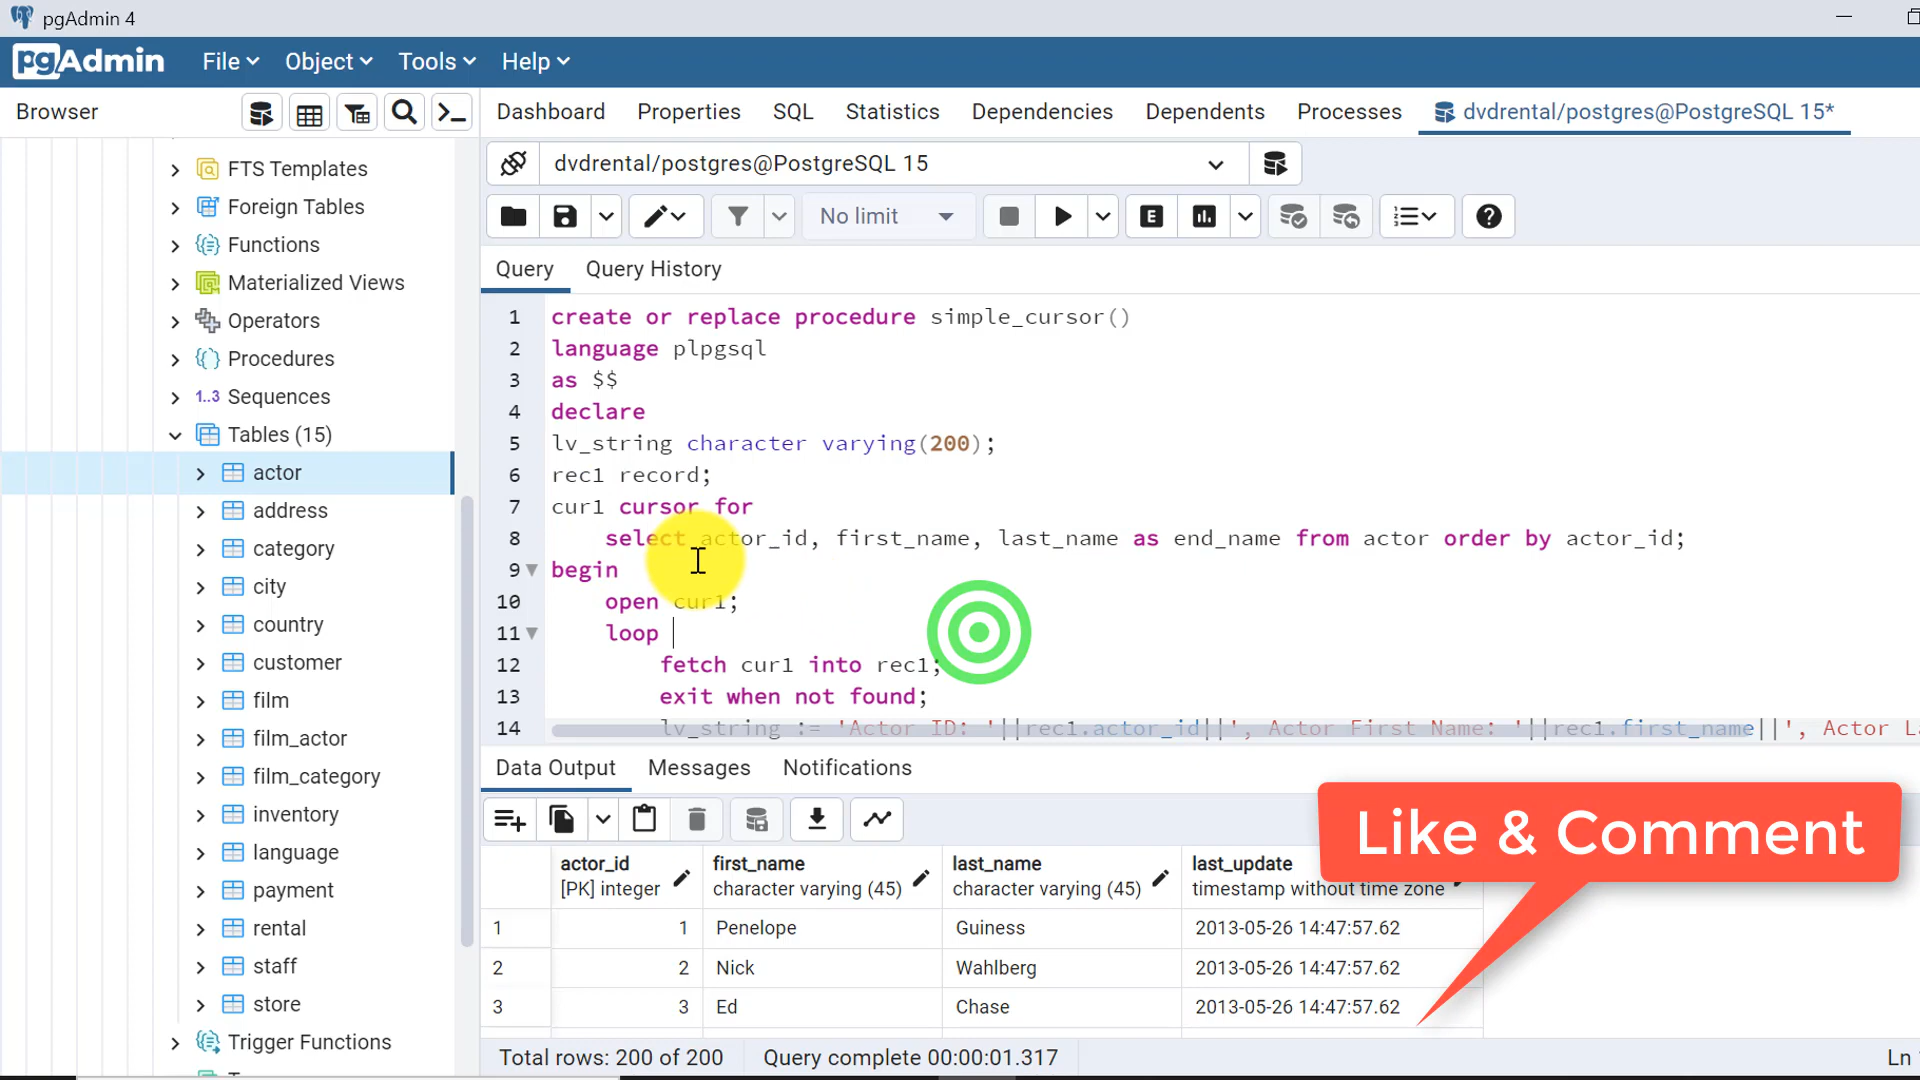 pgAdmin 4
pgAdmin File Object Tools Help
Browser
Dashboard Properties SQL Statistics Dependencies Dependents Processes dvdrental/postgres@PostgreSQL 15*
dvdrental/postgres@PostgreSQL 15
No limit
Query Query History
1 create or replace procedure simple_cursor()
2 language plpgsql
3 as $$
4 declare
5 lv_string character varying(200);
6 rec1 record;
7 cur1 cursor for
8 select actor_id, first_name, last_name as end_name from actor order by actor_id;
9 begin
10 open cur1;
11 loop
12 fetch cur1 into rec1;
13 exit when not found;
14 lv_string := 'Actor ID: '||rec1.actor_id||', Actor First Name: '||rec1.first_name||', Actor
FTS Templates
Foreign Tables
Functions
Materialized Views
Operators
Procedures
1..3 Sequences
Tables (15)
actor
address
category
city
country
customer
film
film_actor
film_category
inventory
language
payment
rental
staff
store
Trigger Functions
Data Output Messages Notifications
actor_id first_name last_name last_update
[PK] integer character varying (45) character varying (45) timestamp without time zone
1 1 Penelope Guiness 2013-05-26 14:47:57.62
2 2 Nick Wahlberg 2013-05-26 14:47:57.62
3 3 Ed Chase 2013-05-26 14:47:57.62
Like & Comment
Total rows: 200 of 200 Query complete 00:00:01.317 Ln